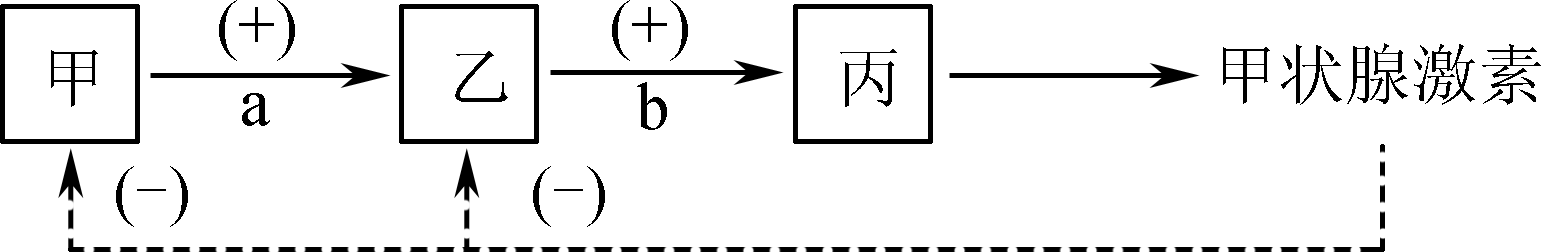 (+) (+)
甲 乙 丙 甲状腺激素
a b
(−) (−)